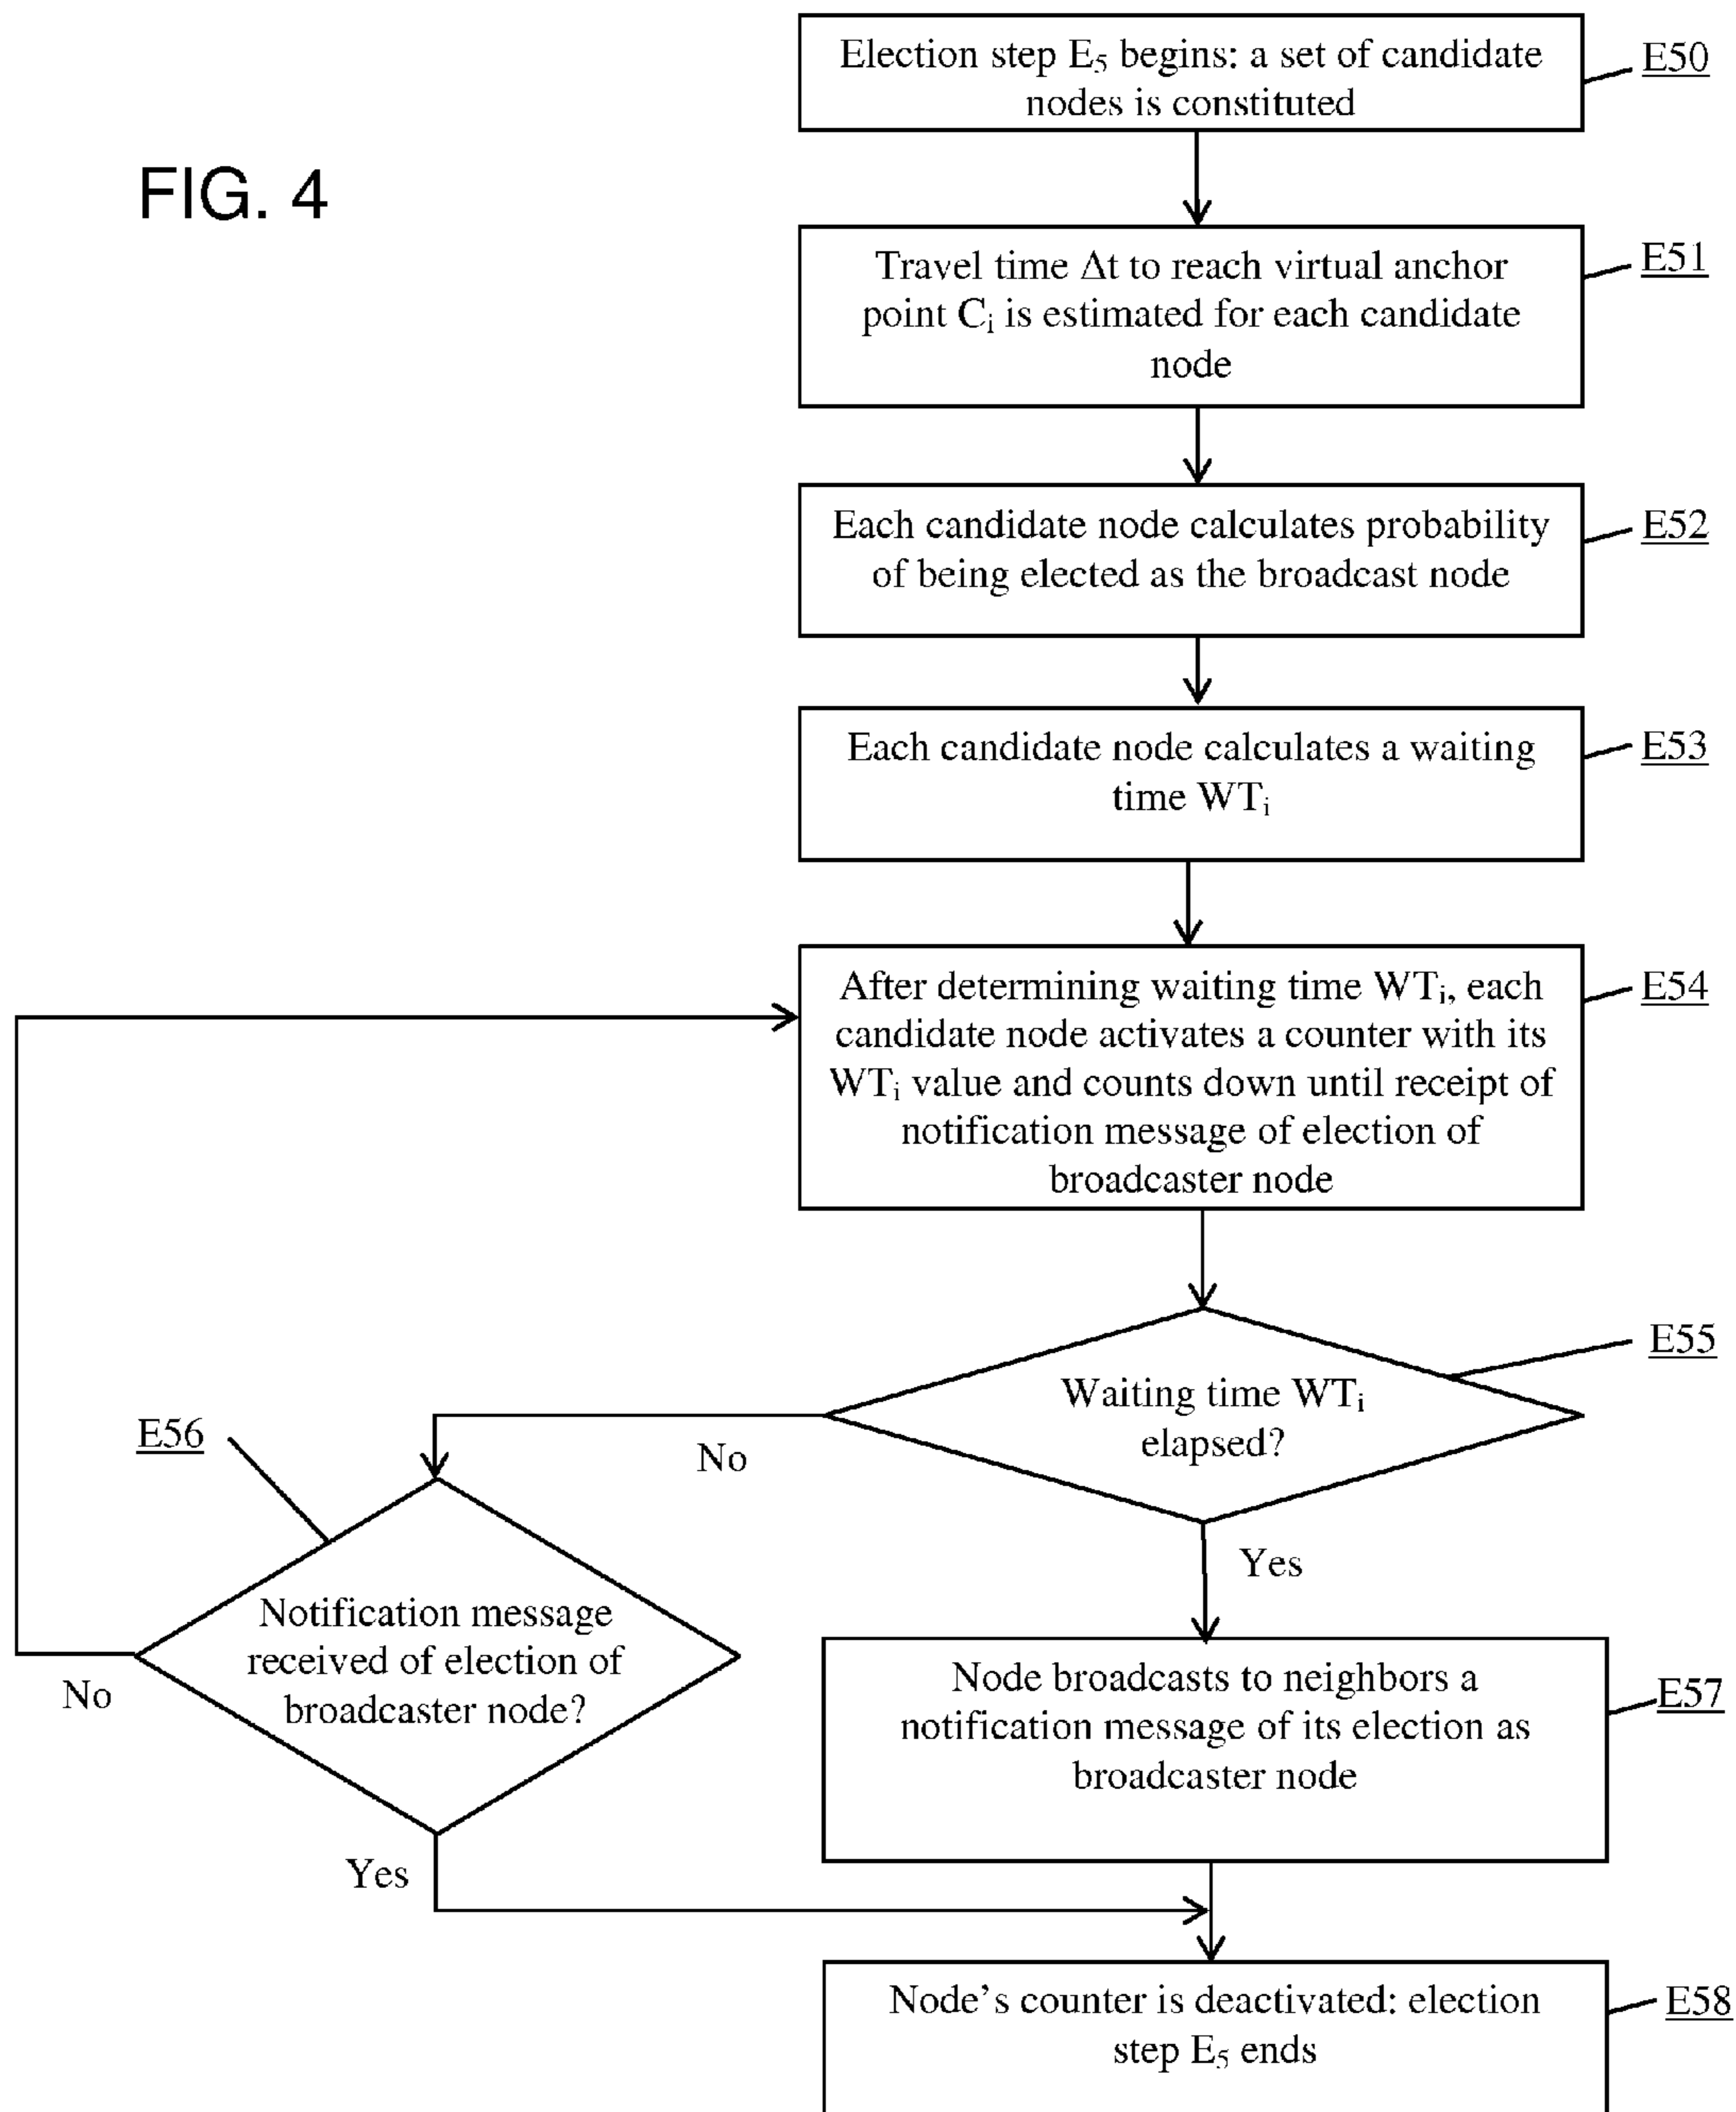 FIG. 4
Election step E₅ begins: a set of candidate
nodes is constituted
E50
Travel time Δt to reach virtual anchor
point Cᵢ is estimated for each candidate
node
E51
Each candidate node calculates probability
of being elected as the broadcast node
E52
Each candidate node calculates a waiting
time WTᵢ
E53
After determining waiting time WTᵢ, each
candidate node activates a counter with its
WTᵢ value and counts down until receipt of
notification message of election of
broadcaster node
E54
Waiting time WTᵢ
elapsed?
E55
No
Yes
E56
Notification message
received of election of
broadcaster node?
No
Yes
Node broadcasts to neighbors a
notification message of its election as
broadcaster node
E57
Node’s counter is deactivated: election
step E₅ ends
E58